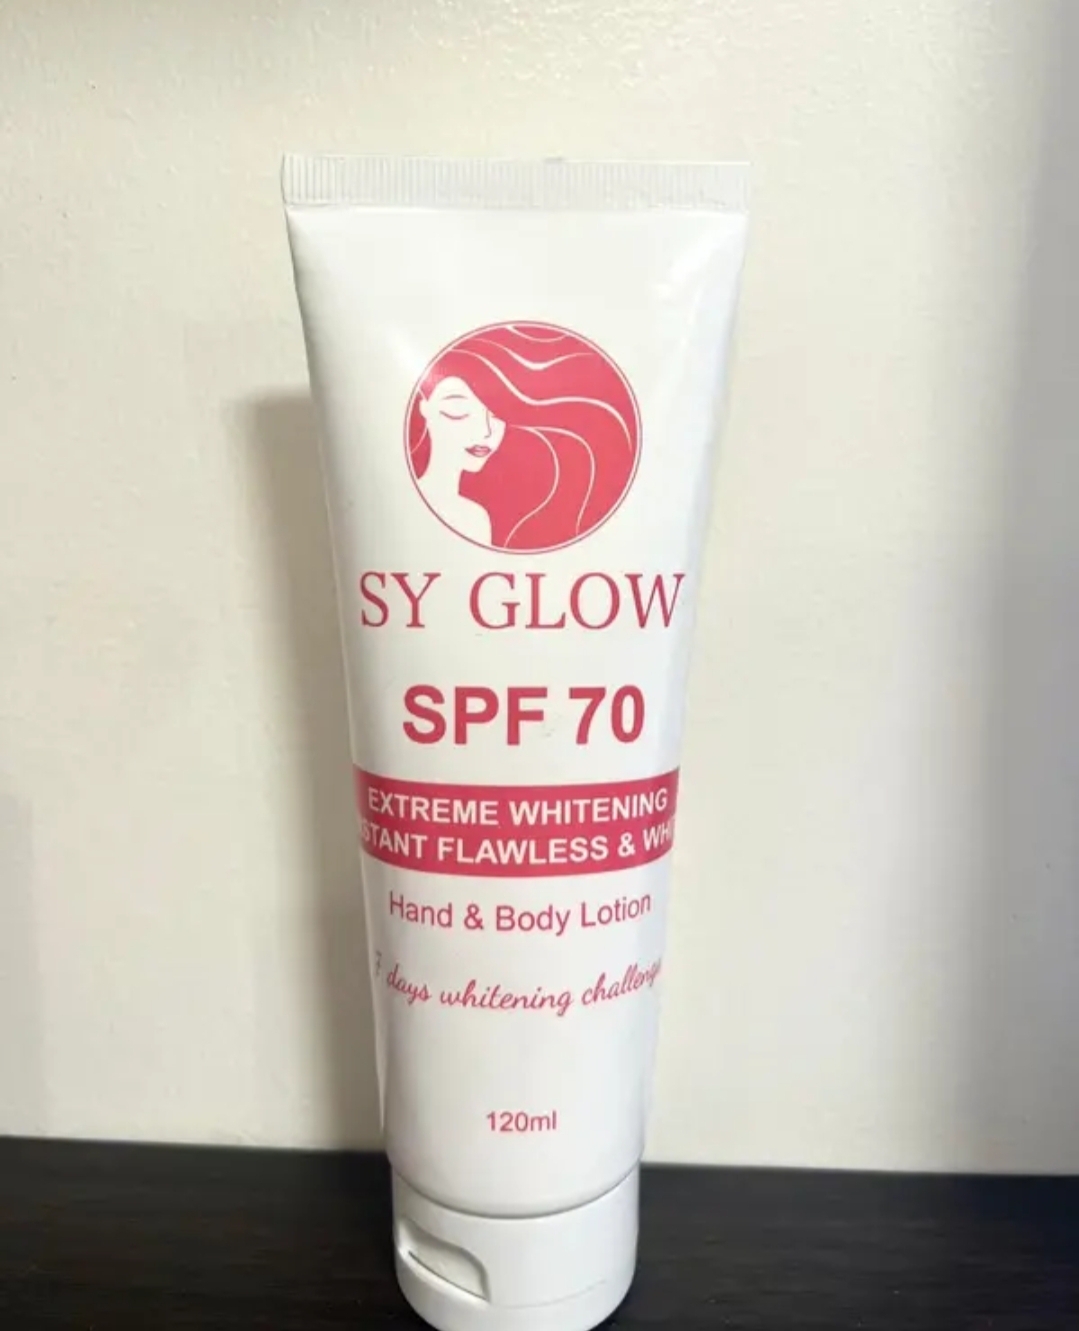 SY GLOW
SPF 70
EXTREME WHITENING
FLAWLESS &
Hand & Body Lotion
days whitening
120ml